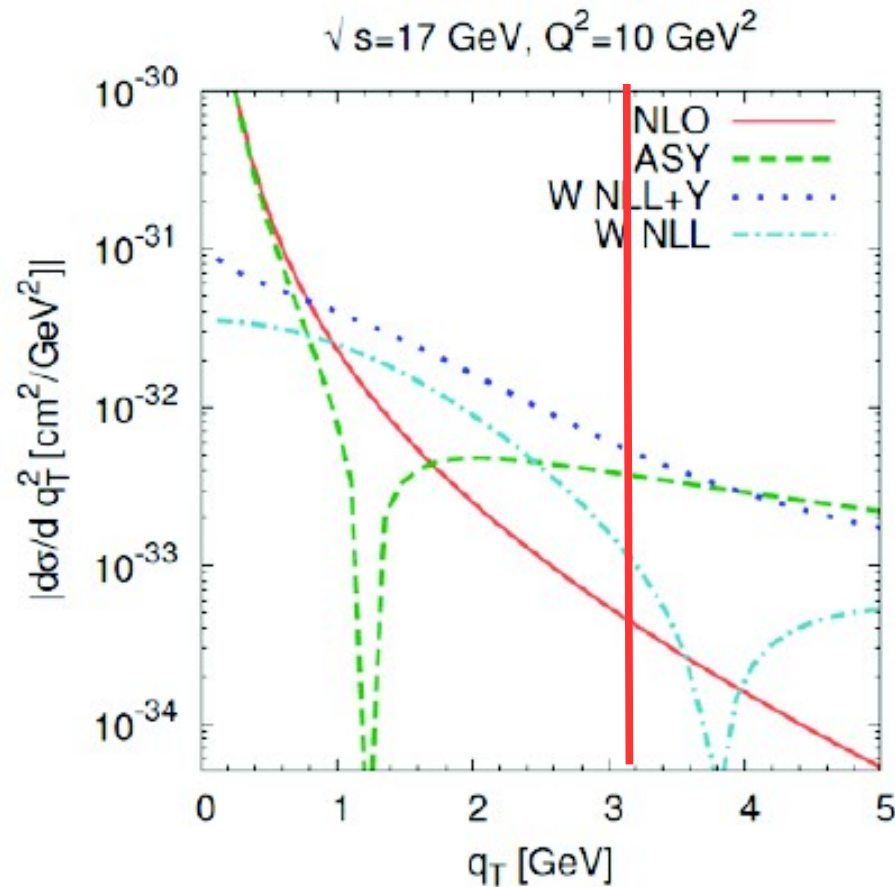 √ s=17 GeV, Q²=10 GeV²
NLO
ASY
W NLL+Y
W NLL
|dσ/d q_T² [cm²/GeV²]|
10⁻³⁰
10⁻³¹
10⁻³²
10⁻³³
10⁻³⁴
0 1 2 3 4 5
q_T [GeV]